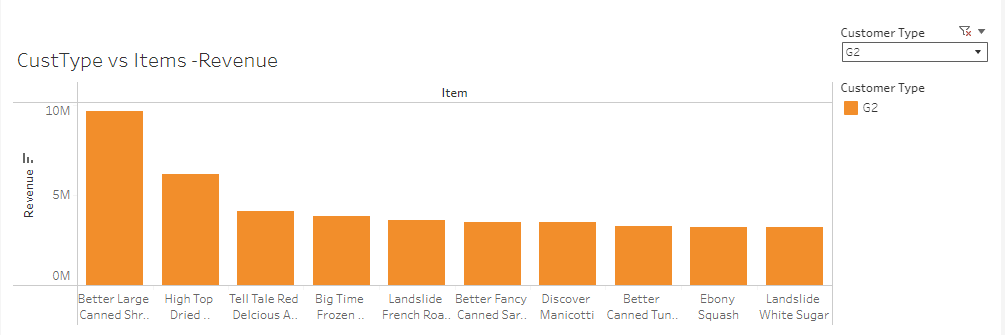 Customer Type
G2
CustType vs Items -Revenue
Customer Type
G2
Item
10M
5M
0M
Revenue
Better Large
Canned Shr..
High Top
Dried ..
Tell Tale Red
Delcious A..
Big Time
Frozen ..
Landslide
French Roa..
Better Fancy
Canned Sar..
Discover
Manicotti
Better
Canned Tun..
Ebony
Squash
Landslide
White Sugar